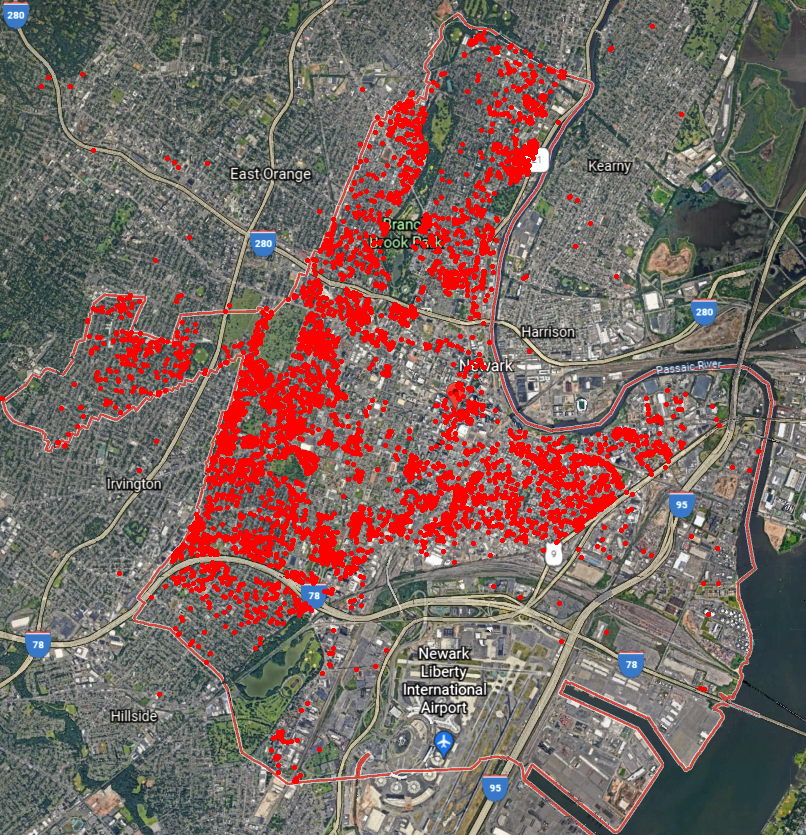 280
East Orange
Kearny
Branch
Brook Park
280
280
Harrison
Newark
Passaic River
Irvington
95
9
78
78
78
Newark
Liberty
International
Airport
Hillside
95